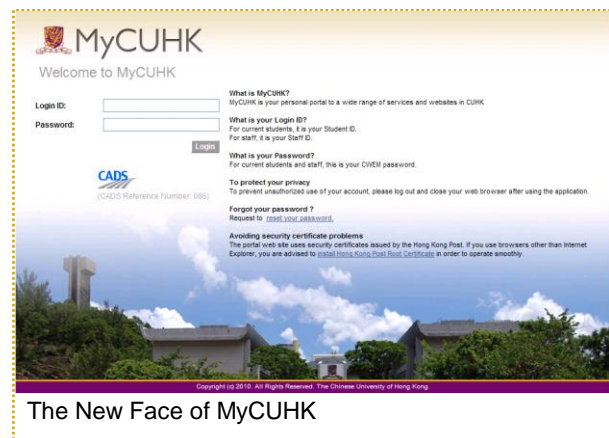 MyCUHK
Welcome to MyCUHK
Login ID:
Password:
Login
CADS
(CADS Reference Number: 086)
What is MyCUHK?
MyCUHK is your personal portal to a wide range of services and websites in CUHK
What is your Login ID?
For current students, it is your Student ID.
For staff, it is your Staff ID.
What is your Password?
For current students and staff, this is your CWEM password.
To protect your privacy
To prevent unauthorized use of your account, please log out and close your web browser after using the application.
Forgot your password ?
Request to reset your password.
Avoiding security certificate problems
The portal web site uses security certificates issued by the Hong Kong Post. If you use browsers other than Internet
Explorer, you are advised to install Hong Kong Post Root Certificate in order to operate smoothly.
Copyright (c) 2010. All Rights Reserved. The Chinese University of Hong Kong.
The New Face of MyCUHK